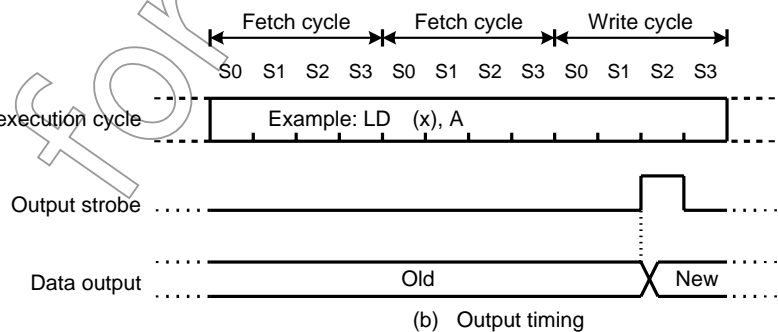 Fetch cycle Fetch cycle Write cycle
S0 S1 S2 S3 S0 S1 S2 S3 S0 S1 S2 S3
execution cycle Example: LD (x), A
Output strobe
Data output Old New
(b) Output timing
for